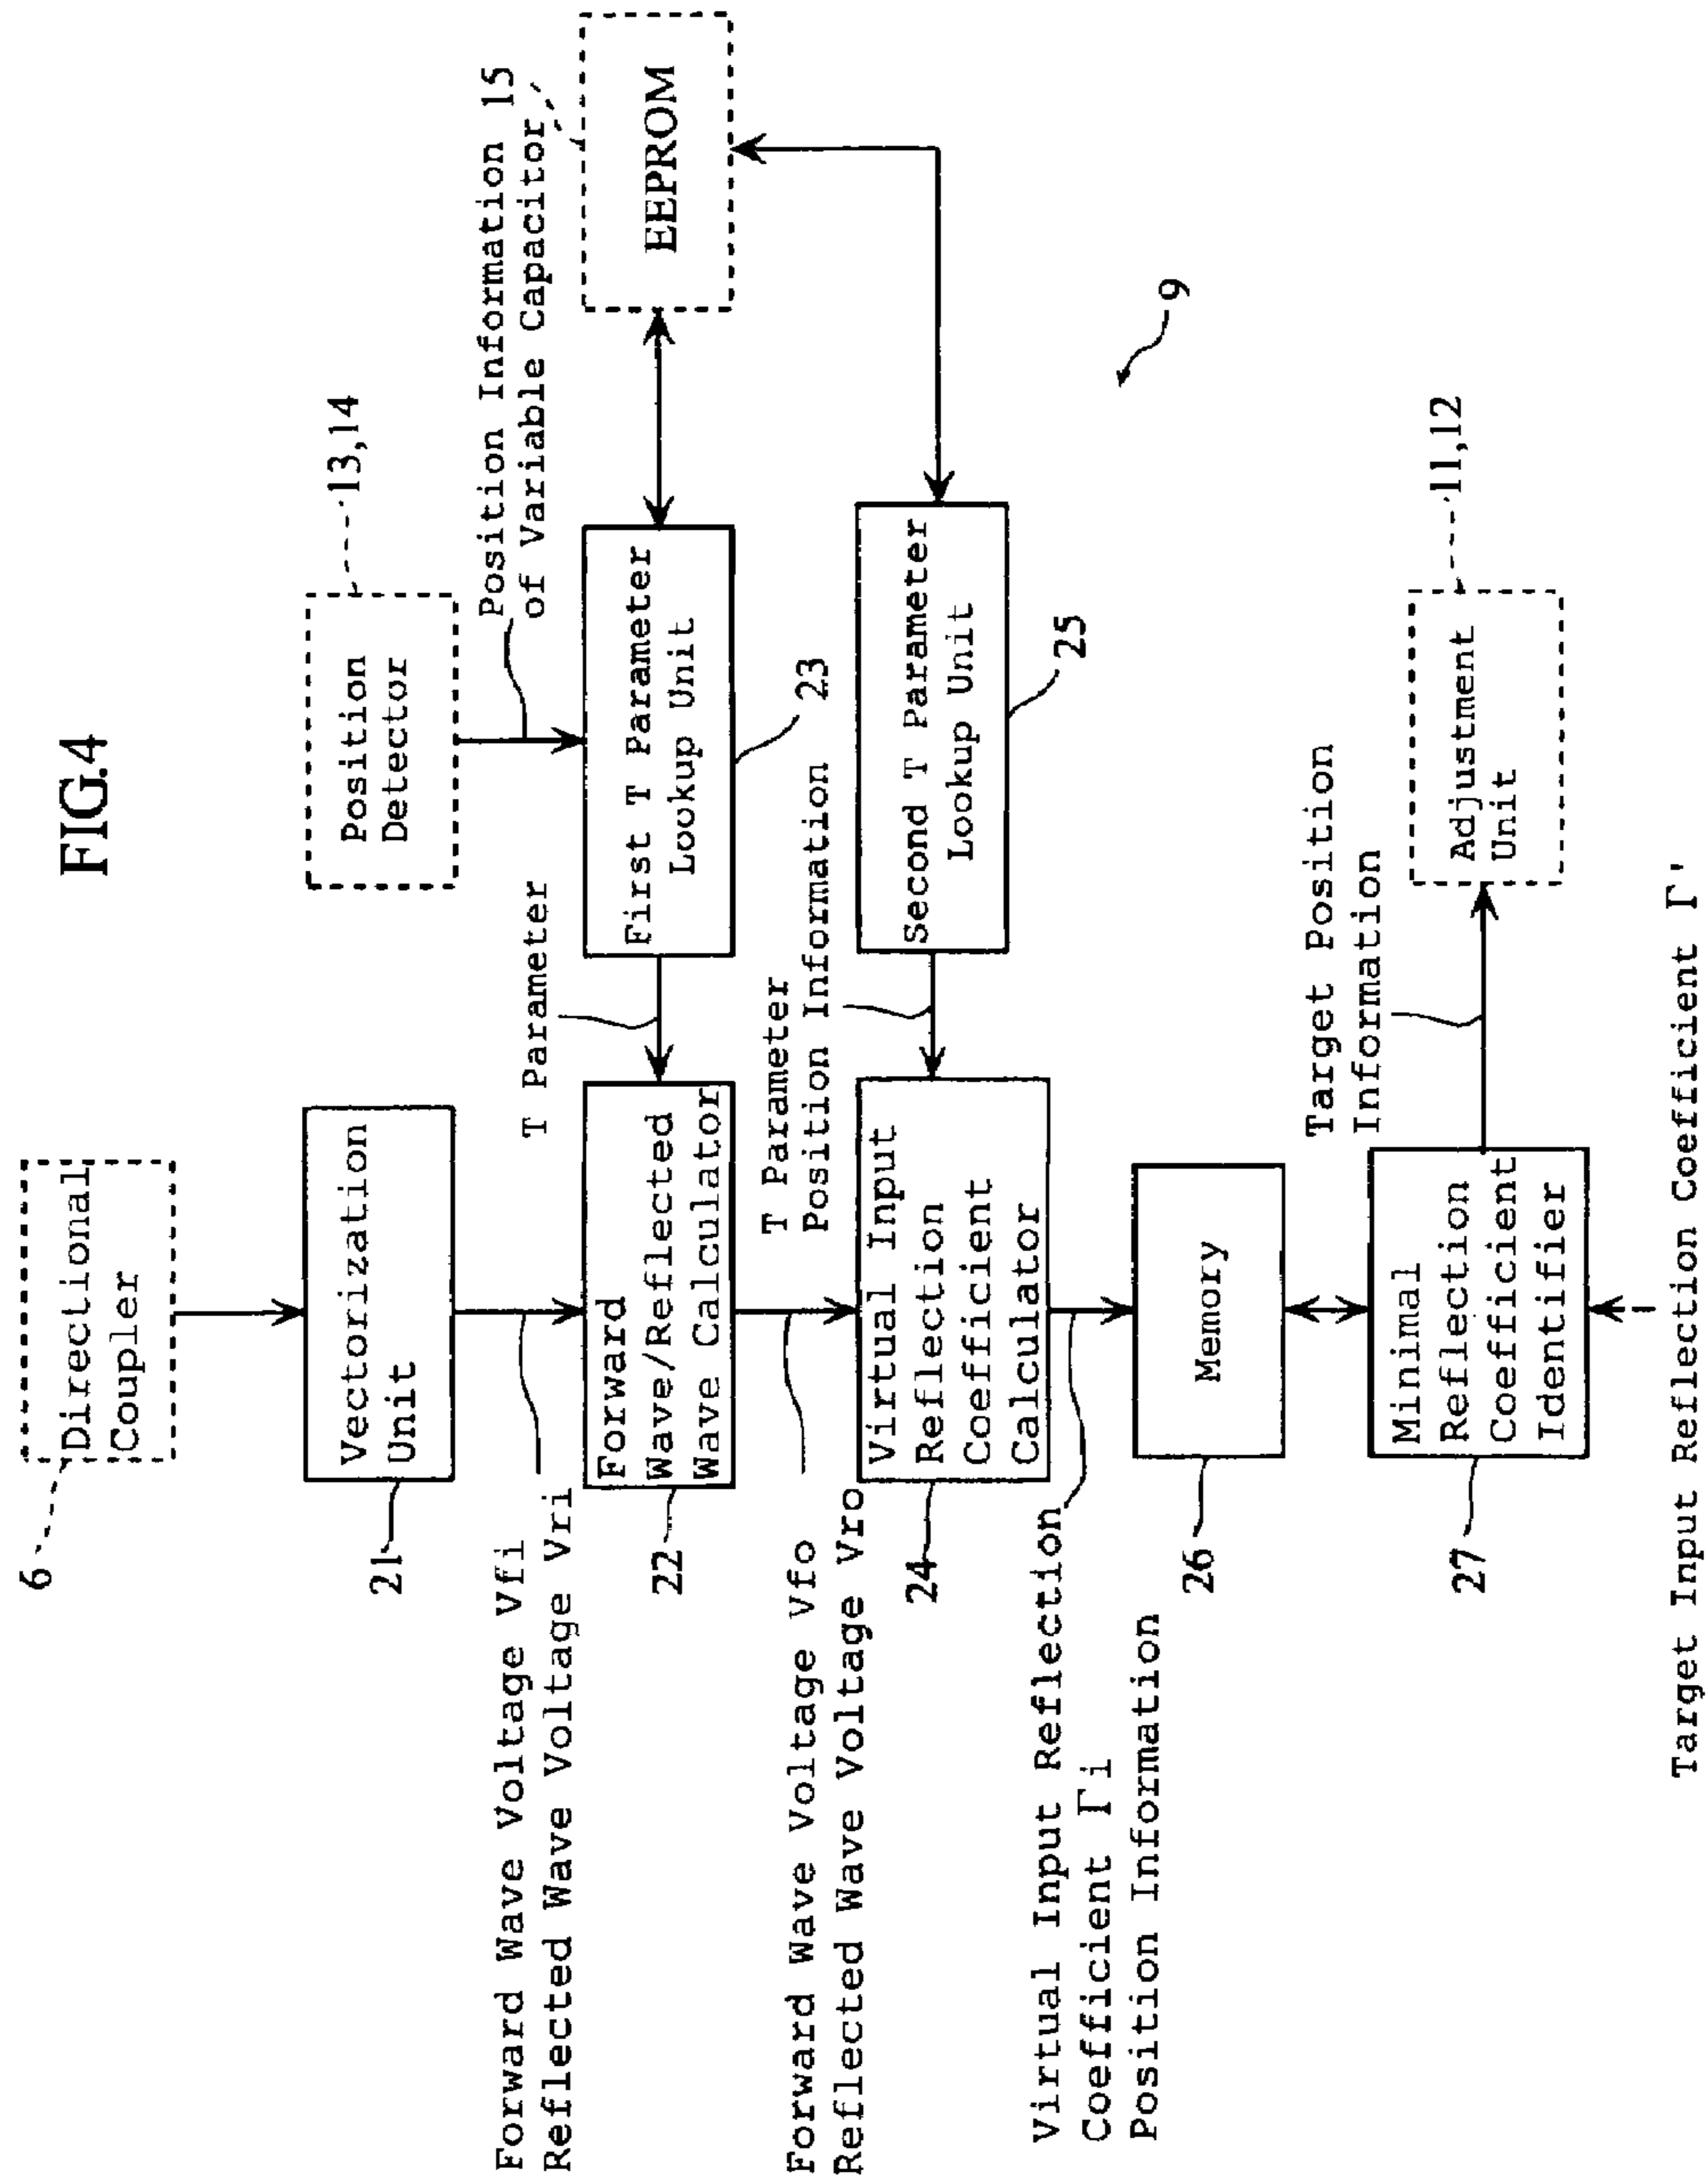 FIG.4
6
Directional
Coupler
21
Vectorization
Unit
Position
Detector
13,14
Forward Wave Voltage Vfi
Reflected Wave Voltage Vri
T Parameter
Position Information 15
of Variable Capacitor
22
Forward
Wave/Reflected
Wave Calculator
First T Parameter
Lookup Unit
23
EEPROM
Forward Wave Voltage Vfo
Reflected Wave Voltage Vro
T Parameter
Position Information
24
Virtual Input
Reflection
Coefficient
Calculator
Second T Parameter
Lookup Unit
25
Virtual Input Reflection
Coefficient Γi
Position Information
26
Memory
9
Target Position
Information
27
Minimal
Reflection
Coefficient
Identifier
Adjustment
Unit
11,12
Target Input Reflection Coefficient Γ'